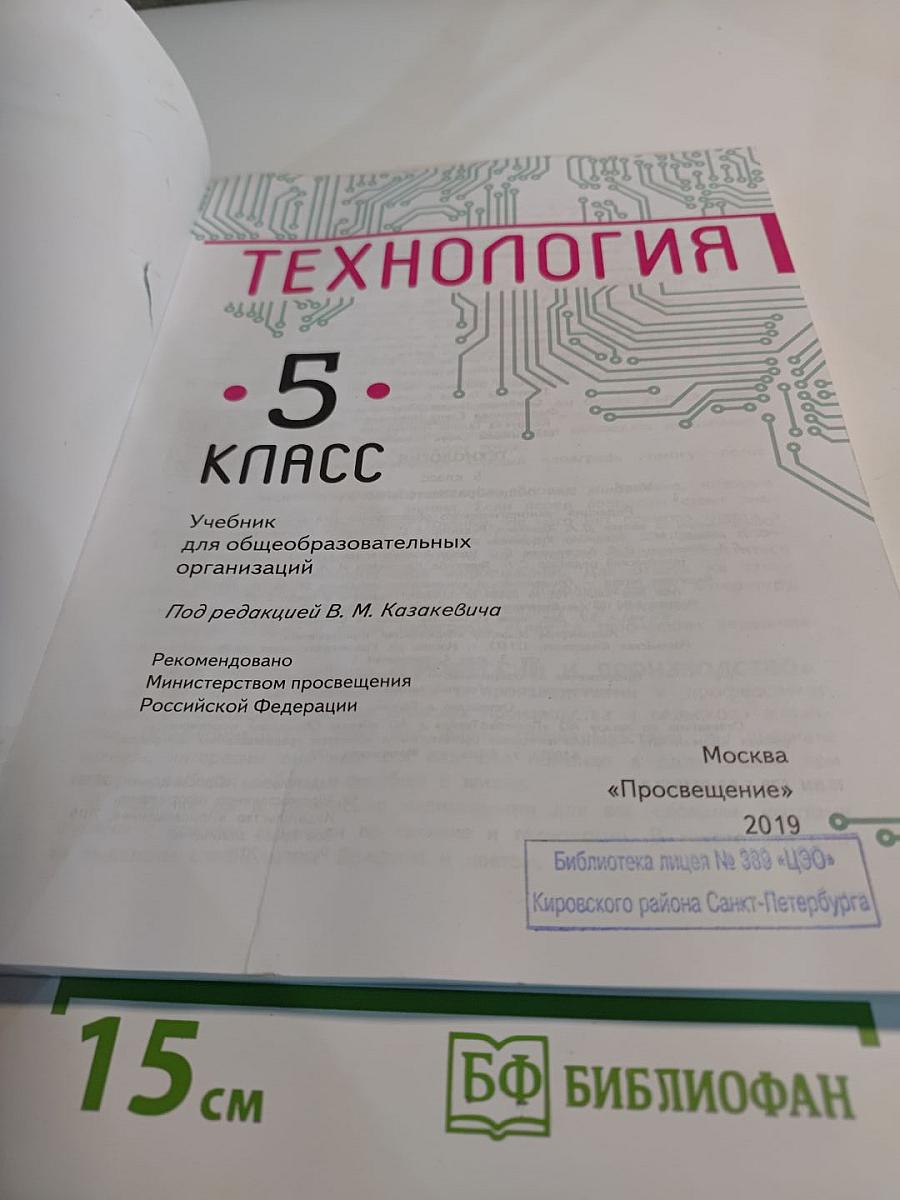 ТЕХНОЛОГИЯ
5
КЛАСС
Учебник
для общеобразовательных
организаций
Под редакцией В. М. Казакевича
Рекомендовано
Министерством просвещения
Российской Федерации
Москва
«Просвещение»
2019
Библиотека лицея № 389 «ЦЭО»
Кировского района Санкт-Петербурга
15 см
БФ БИБЛИОФАН